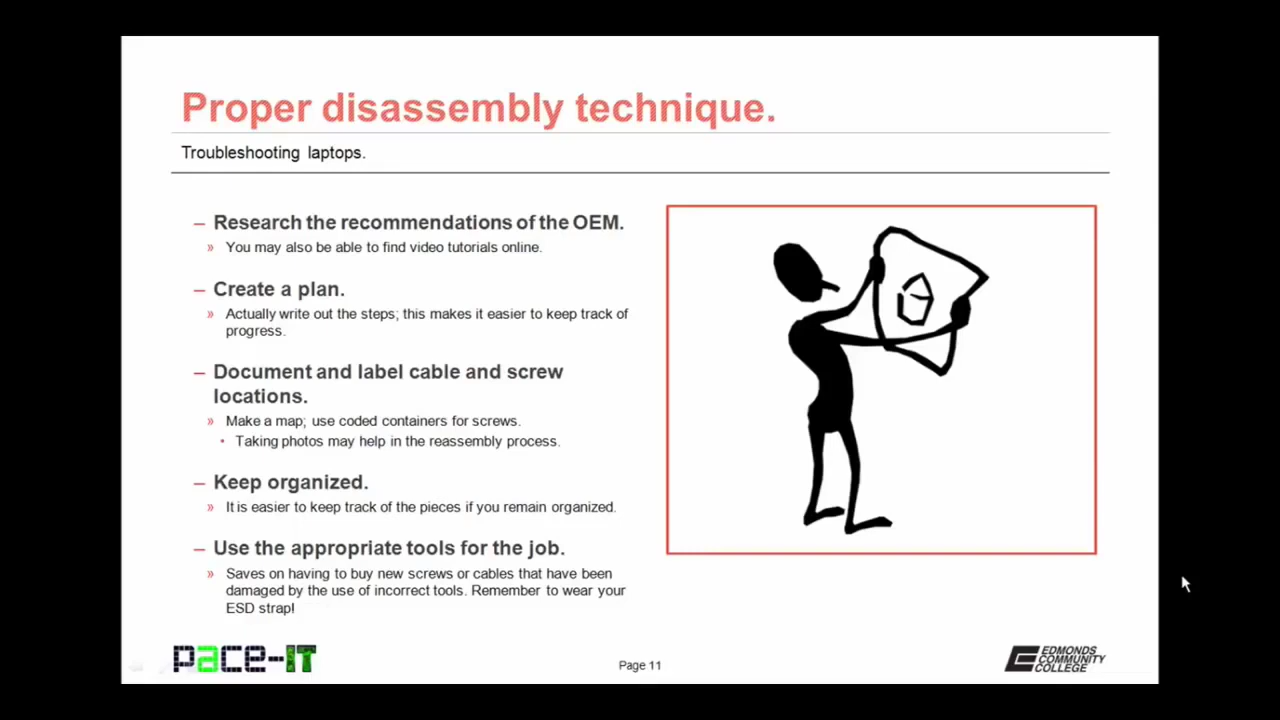 Proper disassembly technique.
Troubleshooting laptops.
– Research the recommendations of the OEM.
» You may also be able to find video tutorials online.
– Create a plan.
» Actually write out the steps; this makes it easier to keep track of
progress.
– Document and label cable and screw
locations.
» Make a map; use coded containers for screws.
• Taking photos may help in the reassembly process.
– Keep organized.
» It is easier to keep track of the pieces if you remain organized.
– Use the appropriate tools for the job.
» Saves on having to buy new screws or cables that have been
damaged by the use of incorrect tools. Remember to wear your
ESD strap!
pace-IT
Page 11
EDMONDS
COMMUNITY
COLLEGE